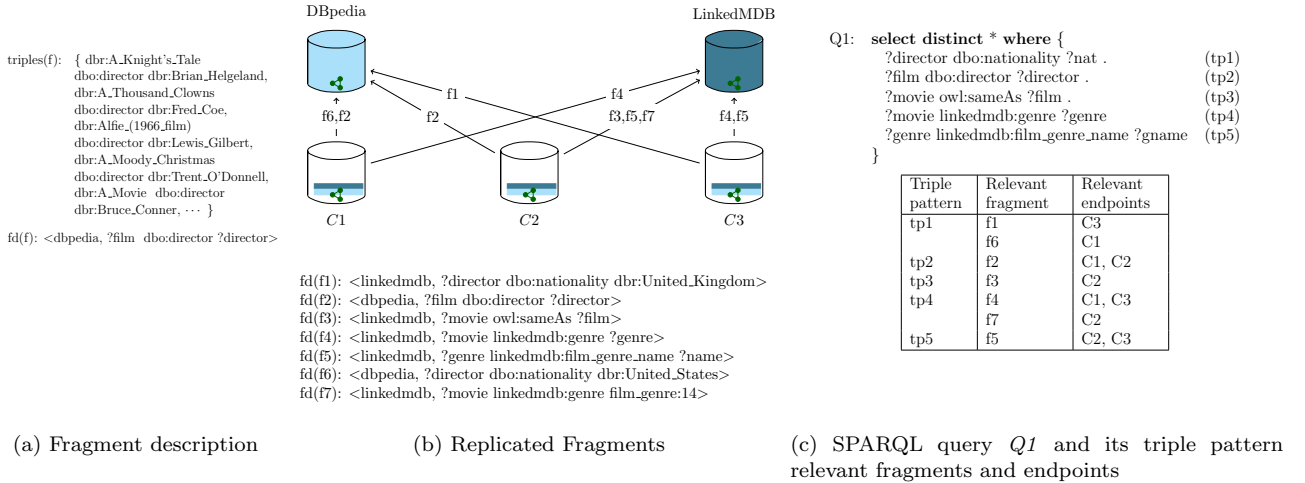 triples(f): { dbr:A_Knight's_Tale
dbo:director dbr:Brian_Helgeland,
dbr:A_Thousand_Clowns
dbo:director dbr:Fred_Coe,
dbr:Alfie_(1966_film)
dbo:director dbr:Lewis_Gilbert,
dbr:A_Moody_Christmas
dbo:director dbr:Trent_O'Donnell,
dbr:A_Movie dbo:director
dbr:Bruce_Conner, ··· }
fd(f): <dbpedia, ?film dbo:director ?director>
(a) Fragment description
DBpedia
LinkedMDB
f1
f4
f6,f2
f2
f3,f5,f7
f4,f5
C1
C2
C3
fd(f1): <linkedmdb, ?director dbo:nationality dbr:United_Kingdom>
fd(f2): <dbpedia, ?film dbo:director ?director>
fd(f3): <linkedmdb, ?movie owl:sameAs ?film>
fd(f4): <linkedmdb, ?movie linkedmdb:genre ?genre>
fd(f5): <linkedmdb, ?genre linkedmdb:film_genre_name ?name>
fd(f6): <dbpedia, ?director dbo:nationality dbr:United_States>
fd(f7): <linkedmdb, ?movie linkedmdb:genre film_genre:14>
(b) Replicated Fragments
Q1: select distinct * where {
?director dbo:nationality ?nat . (tp1)
?film dbo:director ?director . (tp2)
?movie owl:sameAs ?film . (tp3)
?movie linkedmdb:genre ?genre (tp4)
?genre linkedmdb:film_genre_name ?gname (tp5)
}
Triple Relevant Relevant
pattern fragment endpoints
tp1 f1 C3
f6 C1
tp2 f2 C1, C2
tp3 f3 C2
tp4 f4 C1, C3
f7 C2
tp5 f5 C2, C3
(c) SPARQL query Q1 and its triple pattern
relevant fragments and endpoints